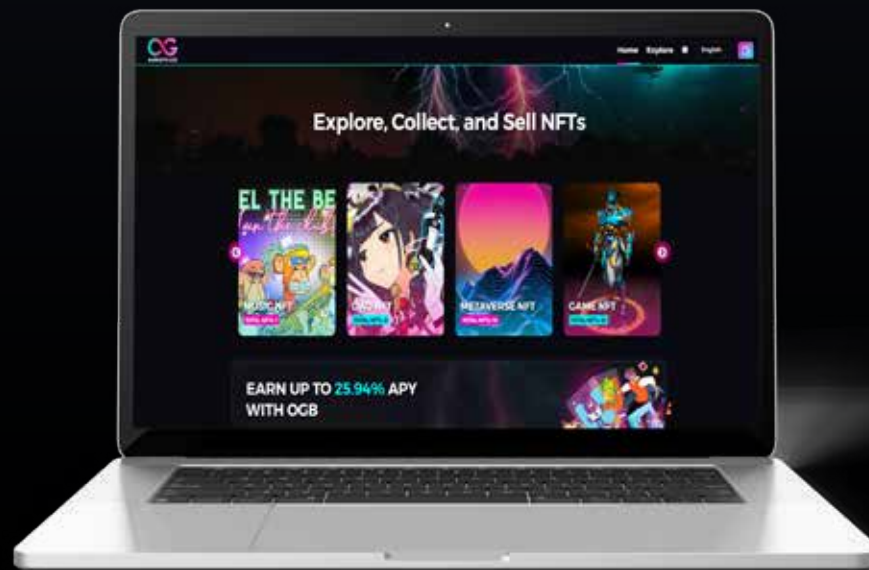 OG
Home Explore English
Explore, Collect, and Sell NFTs
EL THE BE
MUSIC NFT
METAVERSE NFT
GAME NFT
EARN UP TO 25.94% APY
WITH OGB